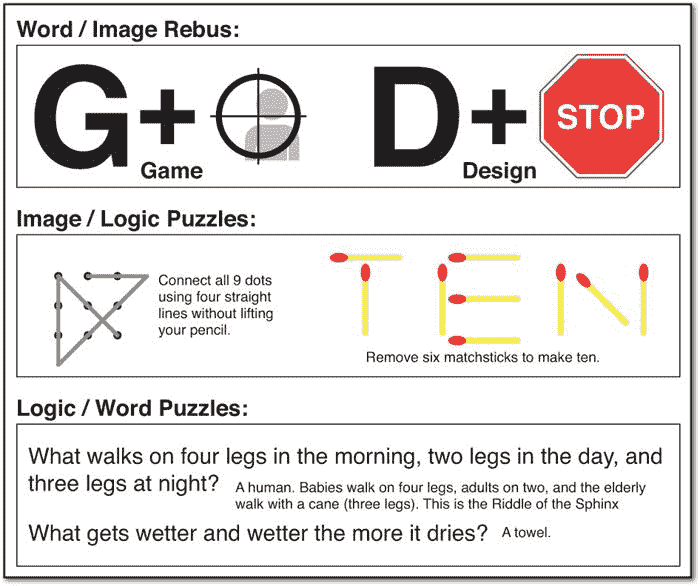 Word / Image Rebus:
G+ D+ STOP
Game Design
Image / Logic Puzzles:
Connect all 9 dots
using four straight
lines without lifting
your pencil.
TEN
Remove six matchsticks to make ten.
Logic / Word Puzzles:
What walks on four legs in the morning, two legs in the day, and
three legs at night? A human. Babies walk on four legs, adults on two, and the elderly
walk with a cane (three legs). This is the Riddle of the Sphinx
What gets wetter and wetter the more it dries? A towel.